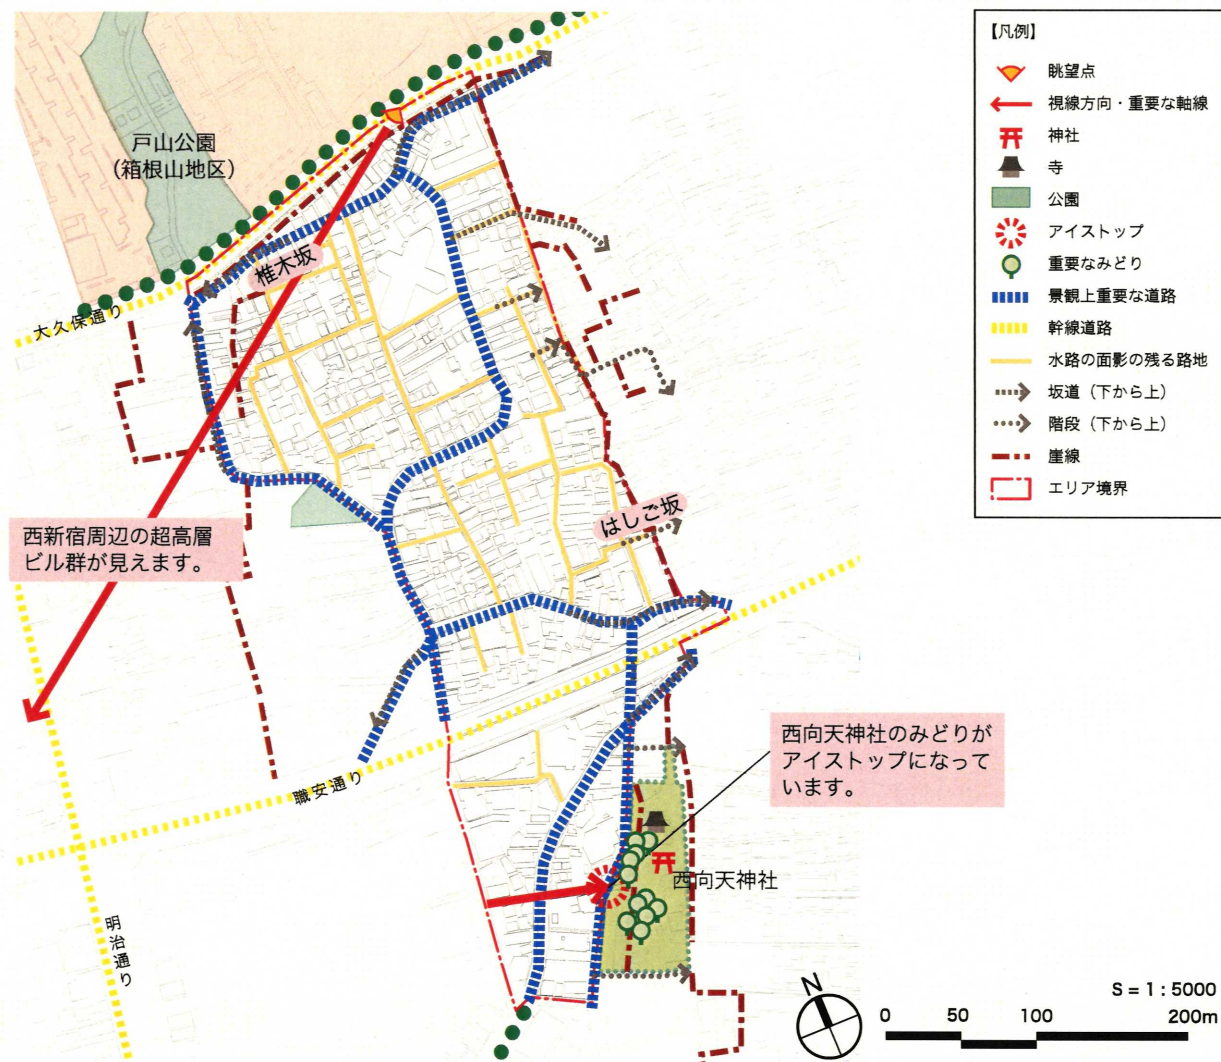 【凡例】
眺望点
視線方向・重要な軸線
神社
寺
公園
アイストップ
重要なみどり
景観上重要な道路
幹線道路
水路の面影の残る路地
坂道（下から上）
階段（下から上）
崖線
エリア境界
戸山公園
（箱根山地区）
椎木坂
大久保通り
西新宿周辺の超高層
ビル群が見えます。
はしご坂
職安通り
西向天神社のみどりが
アイストップになって
います。
西向天神社
明治通り
N
S = 1 : 5000
0 50 100 200m